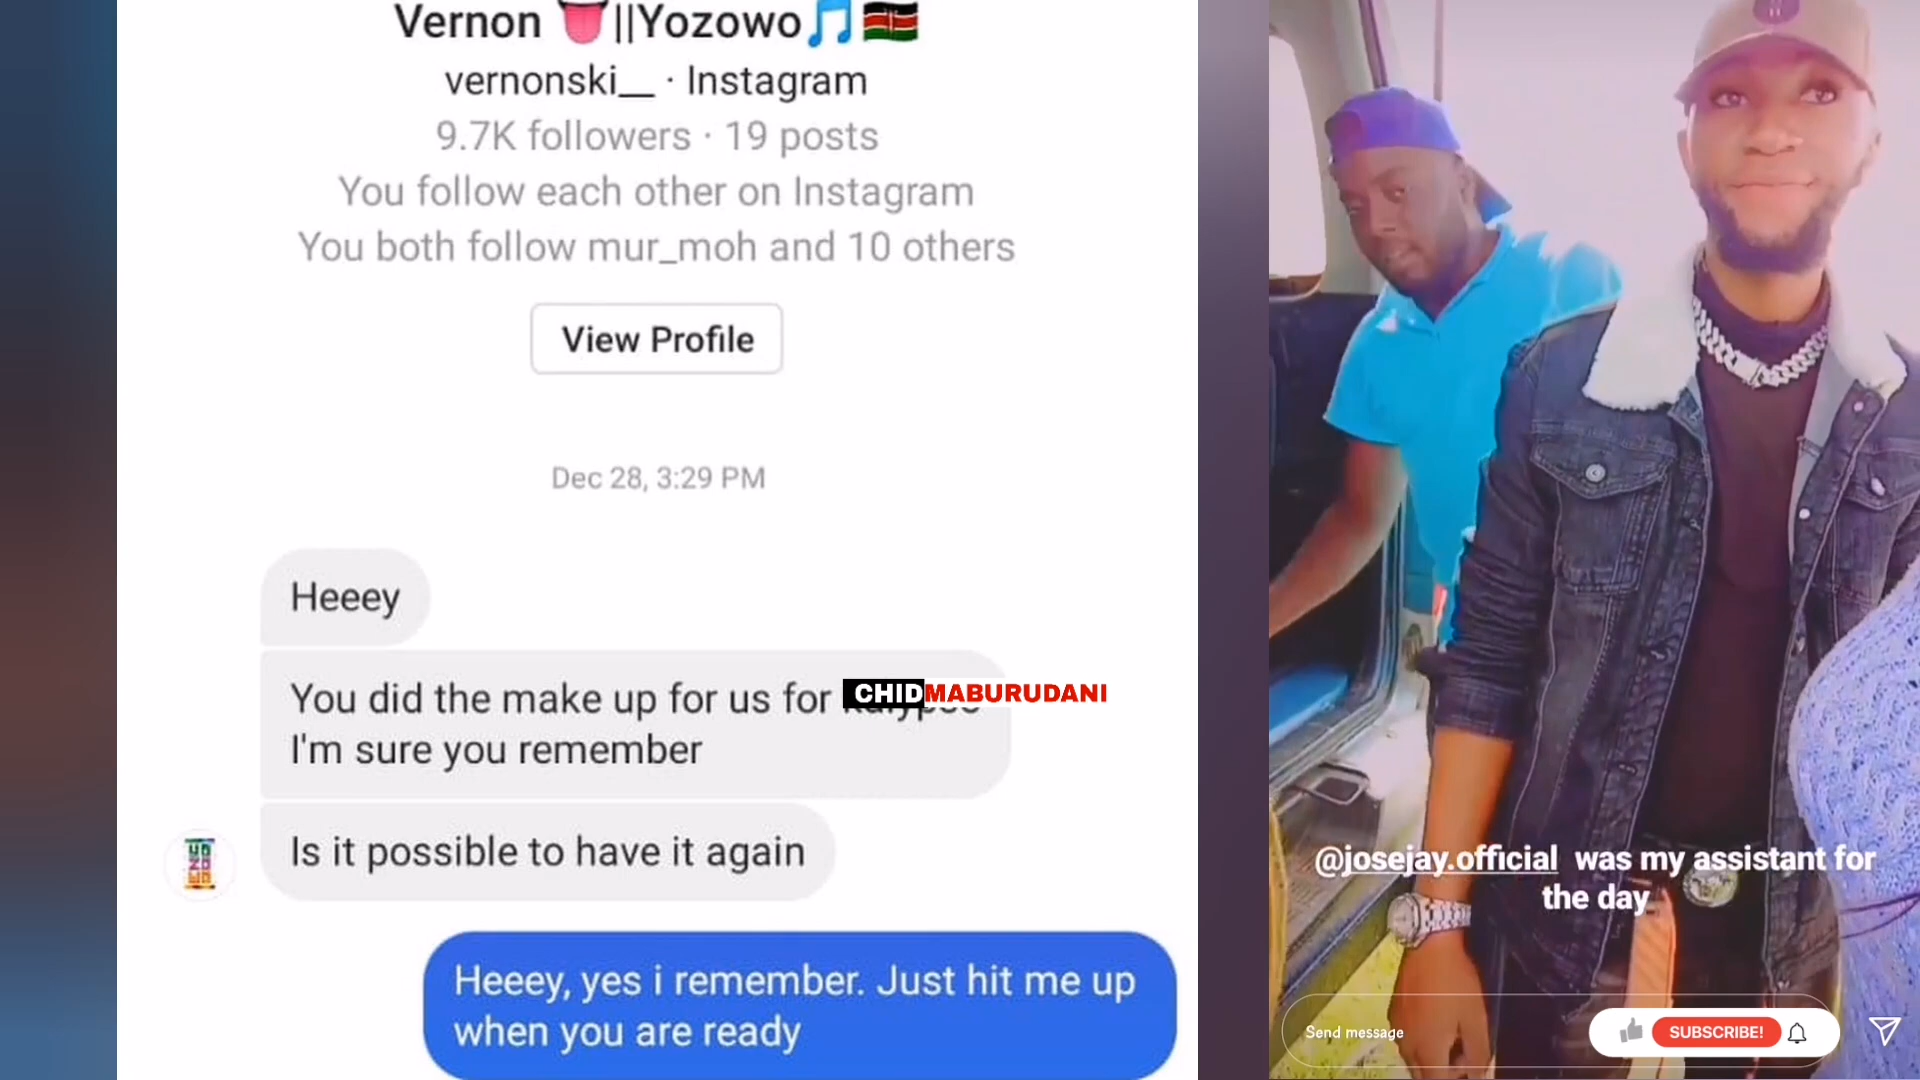 Vernon 👅||Yozowo🎵🇰🇪
vernonski__ · Instagram
9.7K followers · 19 posts
You follow each other on Instagram
You both follow mur_moh and 10 others
View Profile
Dec 28, 3:29 PM
Heeey
You did the make up for us for
CHIDMABURUDANI
I'm sure you remember
Is it possible to have it again
Heeey, yes i remember. Just hit me up
when you are ready
@josejay.official was my assistant for
the day
Send message
SUBSCRIBE!